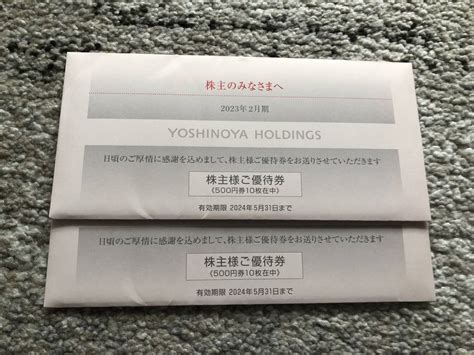 株主のみなさまへ
2023年2月期
YOSHINOYA HOLDINGS
日頃のご厚情に感謝を込めまして、株主様ご優待券をお送りさせていただきます
株主様ご優待券
(500円券10枚在中)
有効期限 2024年5月31日まで
日頃のご厚情に感謝を込めまして、株主様ご優待券をお送りさせていただきます
株主様ご優待券
(500円券10枚在中)
有効期限 2024年5月31日まで